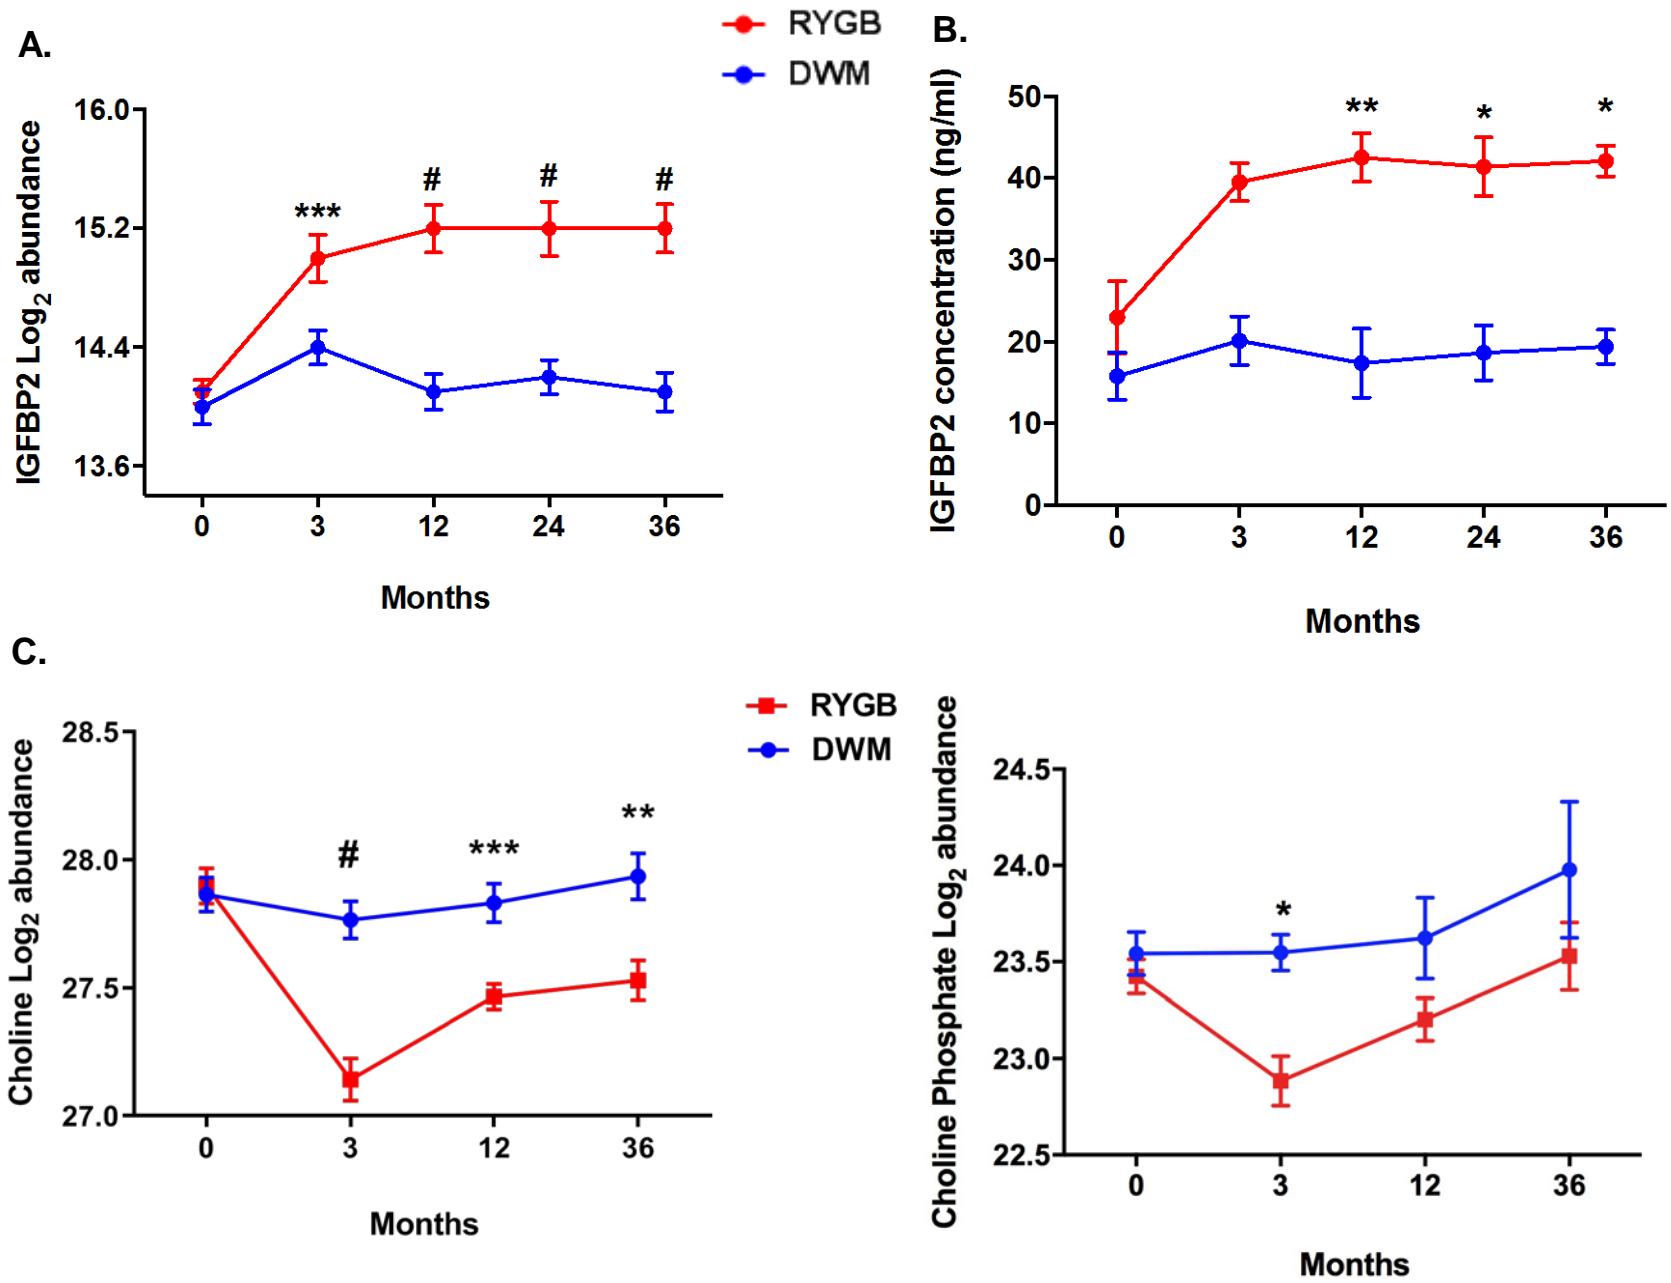 A.
RYGB
DWM
IGFBP2 Log2 abundance
16.0
15.2
14.4
13.6
***
#
#
#
0 3 12 24 36
Months
B.
IGFBP2 concentration (ng/ml)
50
40
30
20
10
0
**
*
*
0 3 12 24 36
Months
C.
RYGB
DWM
Choline Log2 abundance
28.5
28.0
27.5
27.0
#
***
**
0 3 12 36
Months
Choline Phosphate Log2 abundance
24.5
24.0
23.5
23.0
22.5
*
0 3 12 36
Months